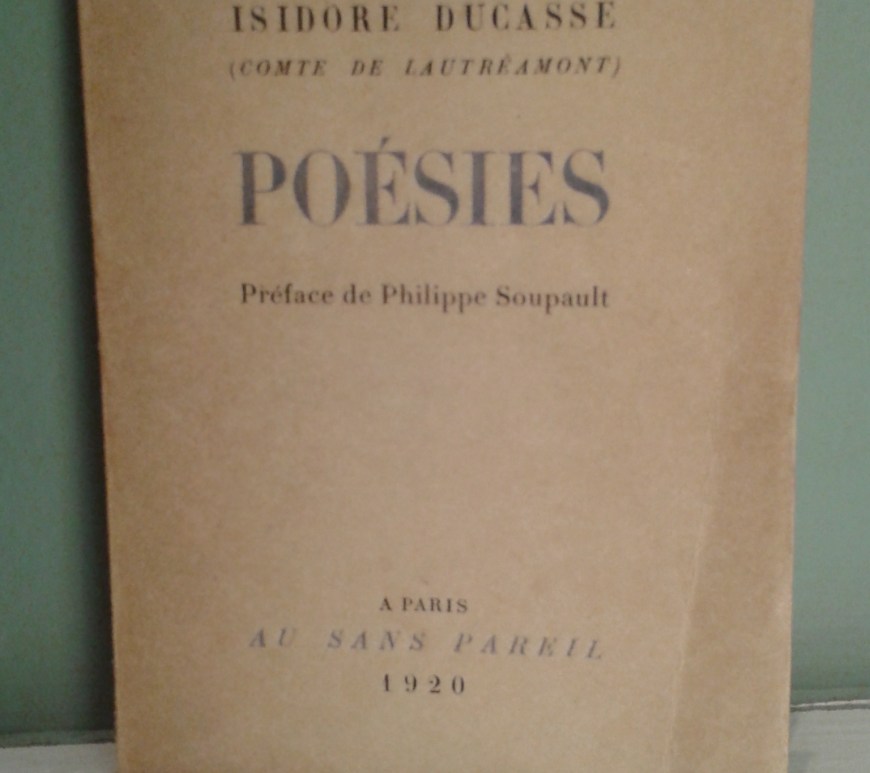 ISIDORE DUCASSE
(COMTE DE LAUTRÉAMONT)
POÉSIES
Préface de Philippe Soupault
A PARIS
AU SANS PAREIL
1920